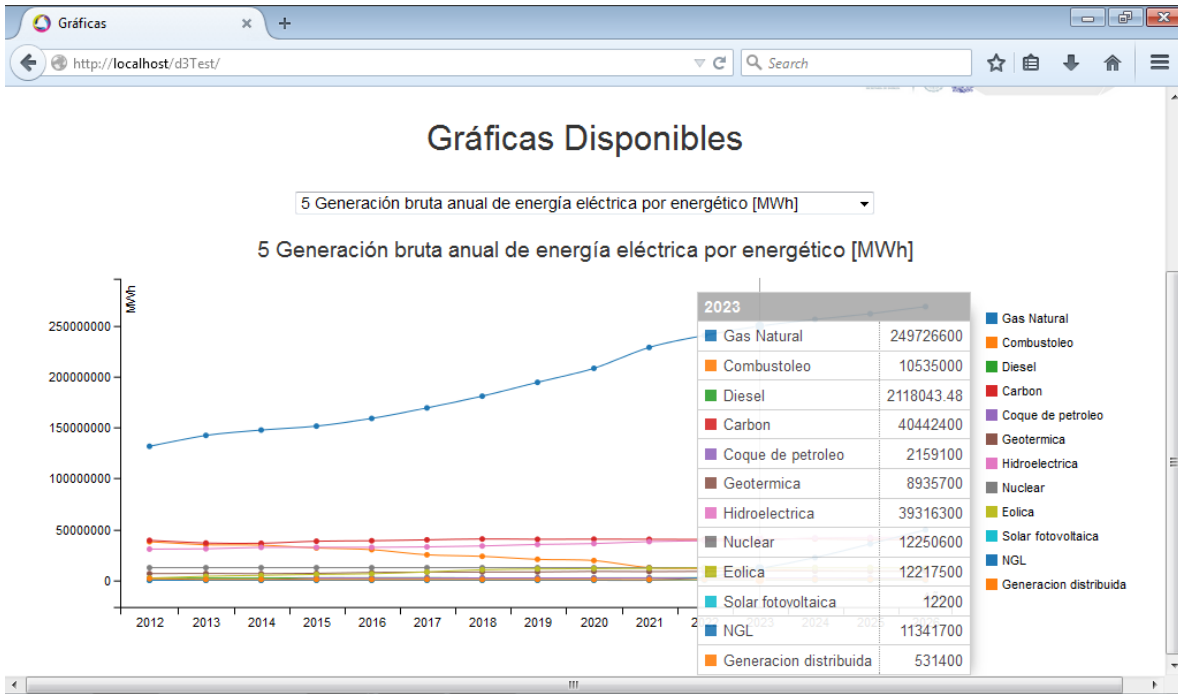 Gráficas
http://localhost/d3Test/
Search
Gráficas Disponibles
5 Generación bruta anual de energía eléctrica por energético [MWh]
5 Generación bruta anual de energía eléctrica por energético [MWh]
MWh
250000000
200000000
150000000
100000000
50000000
0
2012 2013 2014 2015 2016 2017 2018 2019 2020 2021 2023 2024
2023
Gas Natural 249726600
Combustoleo 10535000
Diesel 2118043.48
Carbon 40442400
Coque de petroleo 2159100
Geotermica 8935700
Hidroelectrica 39316300
Nuclear 12250600
Eolica 12217500
Solar fotovoltaica 12200
NGL 11341700
Generacion distribuida 531400
Gas Natural
Combustoleo
Diesel
Carbon
Coque de petroleo
Geotermica
Hidroelectrica
Nuclear
Eolica
Solar fotovoltaica
NGL
Generacion distribuida